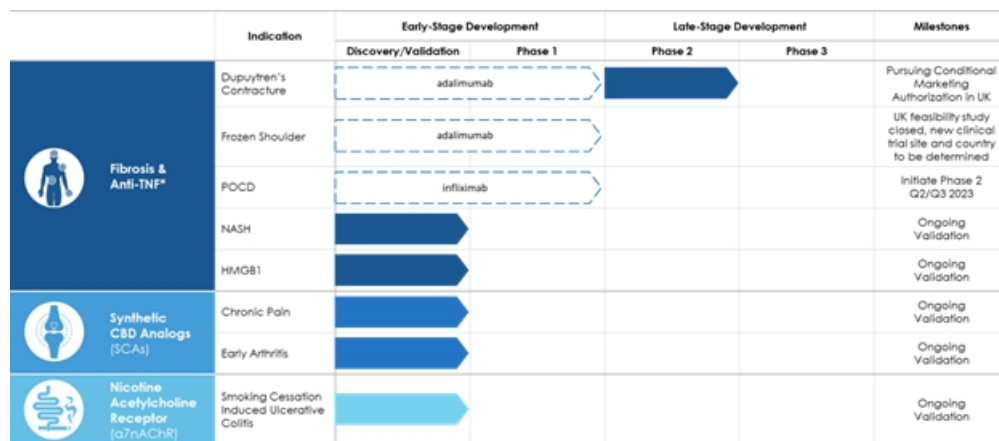 Indication
Early-Stage Development
Late-Stage Development
Milestones
Discovery/Validation
Phase 1
Phase 2
Phase 3
Fibrosis &
Anti-TNF*
Dupuytren's
Contracture
adalimumab
Pursuing Conditional
Marketing
Authorization in UK
Frozen Shoulder
adalimumab
UK feasibility study
closed, new clinical
trial site and country
to be determined
POCD
infliximab
Initiate Phase 2
Q2/Q3 2023
NASH
Ongoing
Validation
HMGB1
Ongoing
Validation
Synthetic
CBD Analogs
(SCAs)
Chronic Pain
Ongoing
Validation
Early Arthritis
Ongoing
Validation
Nicotine
Acetylcholine
Receptor
(α7nAChR)
Smoking Cessation
Induced Ulcerative
Colitis
Ongoing
Validation